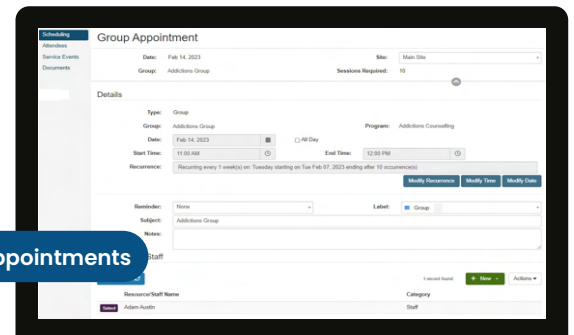 Scheduling
Attendees
Service Events
Documents
Group Appointment
Date: Feb 14, 2023 Site: Main Site
Group: Addictions Group Sessions Required: 10
Details
Type: Group
Group: Addictions Group Program: Addictions Counselling
Date: Feb 14, 2023 All Day
Start Time: 11:00 AM End Time: 12:00 PM
Recurrence: Recurring every 1 week(s) on: Tuesday starting on Tue Feb 07, 2023 ending after 10 occurrence(s)
Modify Recurrence Modify Time Modify Date
Reminder: None Label: Group
Subject: Addictions Group
Notes:
ppointments
Staff
1 record found + New Actions
Resource/Staff Name Category
Select Adam Austin Staff